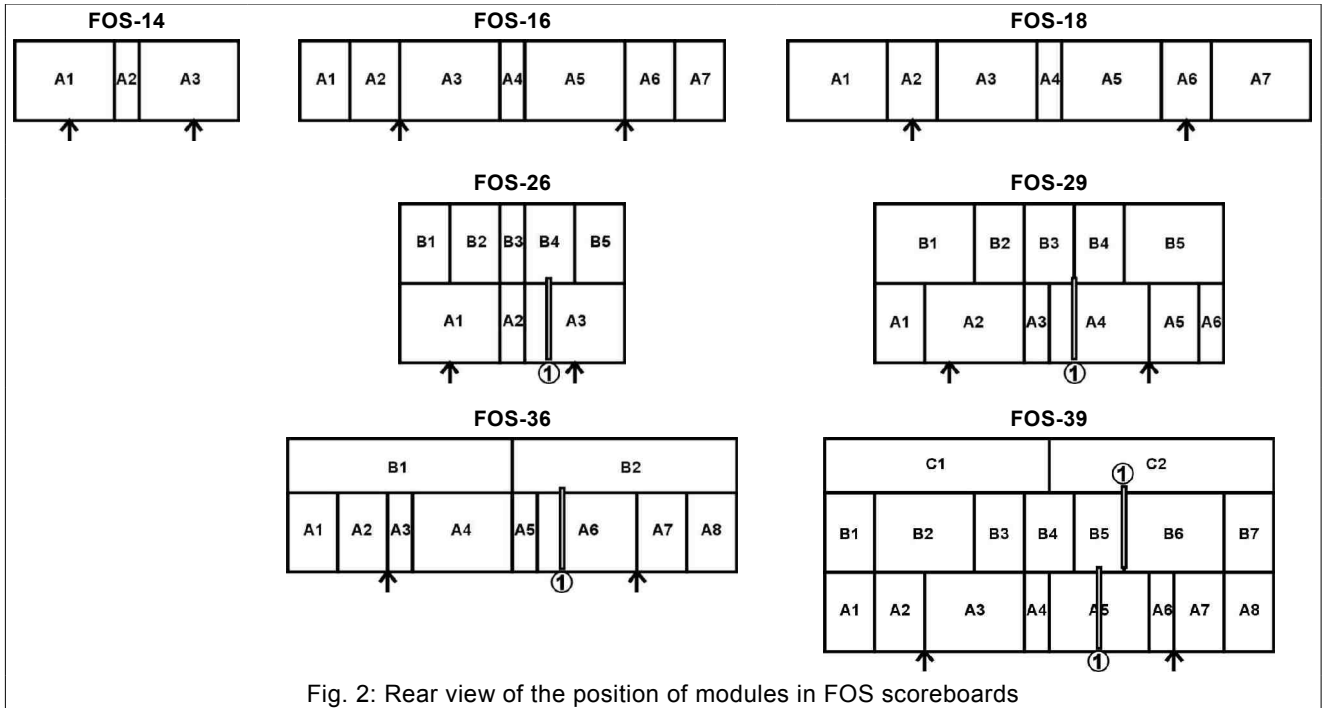 FOS-14 FOS-16 FOS-18
A1 A2 A3 A1 A2 A3 A4 A5 A6 A7 A1 A2 A3 A4 A5 A6 A7
FOS-26 FOS-29
B1 B2 B3 B4 B5 B1 B2 B3 B4 B5
A1 A2 A3 A1 A2 A3 A4 A5 A6
① ①
FOS-36 FOS-39
B1 B2 C1 C2
①
A1 A2 A3 A4 A5 A6 A7 A8 B1 B2 B3 B4 B5 B6 B7
①
A1 A2 A3 A4 A5 A6 A7 A8
①
Fig. 2: Rear view of the position of modules in FOS scoreboards